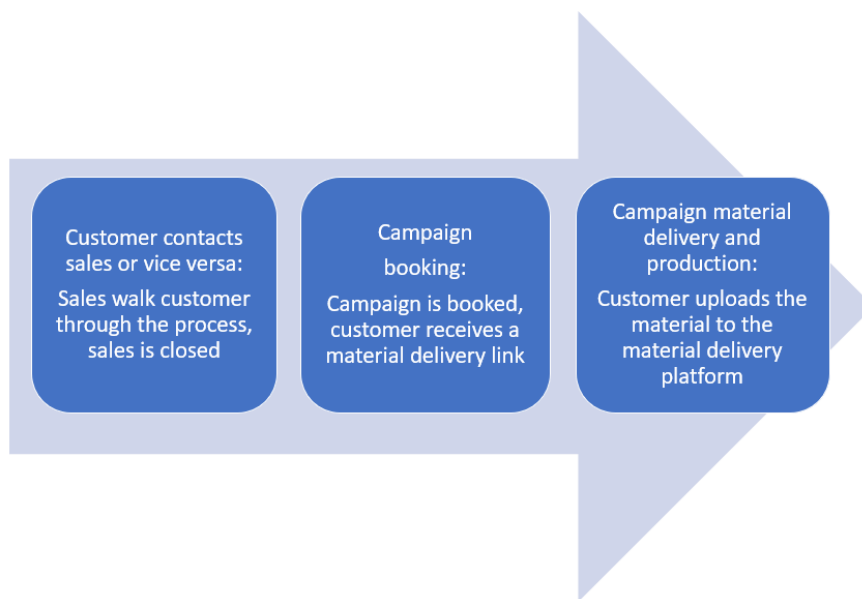 Customer contacts
sales or vice versa:
Sales walk customer
through the process,
sales is closed
Campaign
booking:
Campaign is booked,
customer receives a
material delivery link
Campaign material
delivery and
production:
Customer uploads the
material to the
material delivery
platform